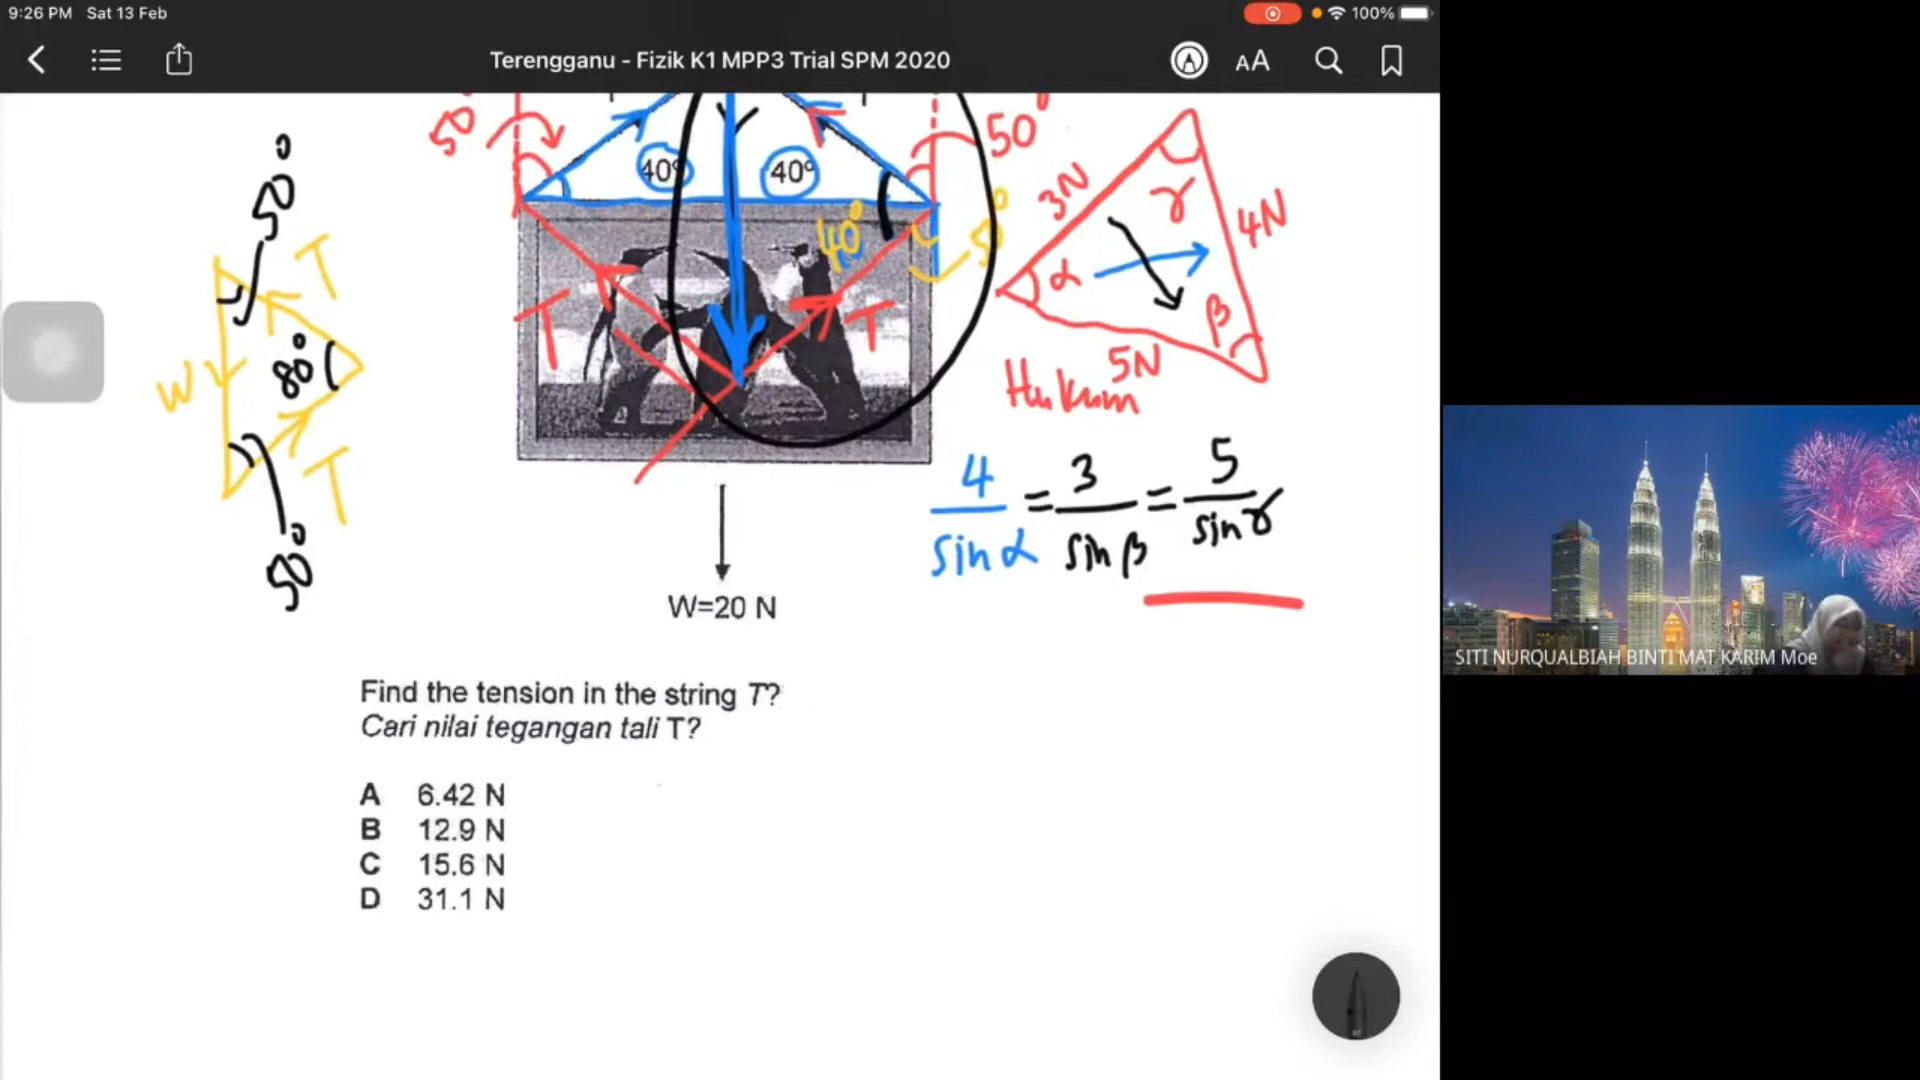 9:26 PM Sat 13 Feb
100%
Terengganu - Fizik K1 MPP3 Trial SPM 2020
AA
50°
50°
40° 40°
50°
3N
γ
4N
40°
α
β
T
T
T
W
80°
T
50°
5N
Hukum
4/sin α = 3/sin β = 5/sin γ
W=20 N
SITI NURQUALBIAH BINTI MAT KARIM Moe
Find the tension in the string T?
Cari nilai tegangan tali T?
A 6.42 N
B 12.9 N
C 15.6 N
D 31.1 N